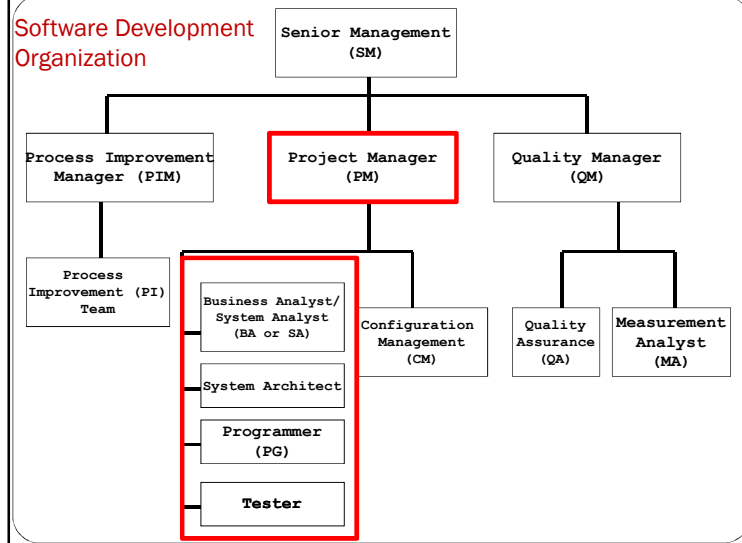 Software Development
Organization
Senior Management
(SM)
Process Improvement
Manager (PIM)
Project Manager
(PM)
Quality Manager
(QM)
Process
Improvement (PI)
Team
Business Analyst/
System Analyst
(BA or SA)
System Architect
Programmer
(PG)
Tester
Configuration
Management
(CM)
Quality
Assurance
(QA)
Measurement
Analyst
(MA)